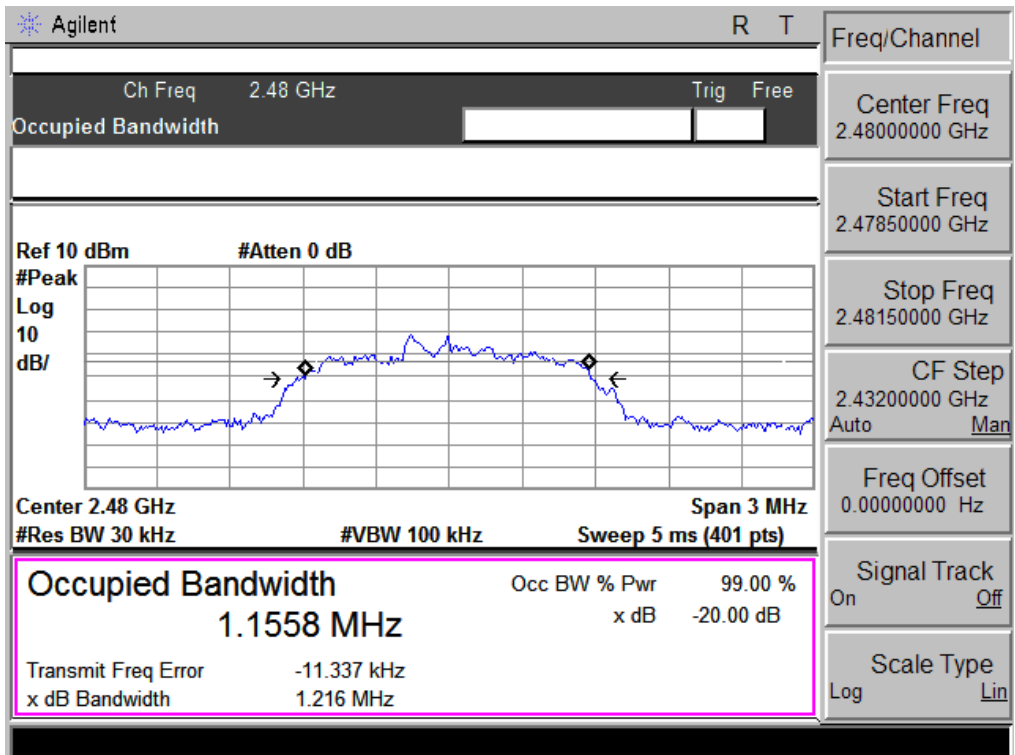 Agilent R T
Ch Freq 2.48 GHz Trig Free
Occupied Bandwidth
Ref 10 dBm #Atten 0 dB
#Peak
Log
10
dB/
Center 2.48 GHz Span 3 MHz
#Res BW 30 kHz #VBW 100 kHz Sweep 5 ms (401 pts)
Occupied Bandwidth Occ BW % Pwr 99.00 %
1.1558 MHz x dB -20.00 dB
Transmit Freq Error -11.337 kHz
x dB Bandwidth 1.216 MHz
Freq/Channel
Center Freq
2.48000000 GHz
Start Freq
2.47850000 GHz
Stop Freq
2.48150000 GHz
CF Step
2.43200000 GHz
Auto Man
Freq Offset
0.00000000 Hz
Signal Track
On Off
Scale Type
Log Lin